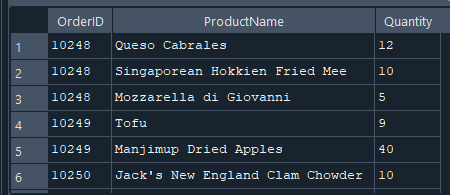 OrderID ProductName Quantity
1 10248 Queso Cabrales 12
2 10248 Singaporean Hokkien Fried Mee 10
3 10248 Mozzarella di Giovanni 5
4 10249 Tofu 9
5 10249 Manjimup Dried Apples 40
6 10250 Jack's New England Clam Chowder 10